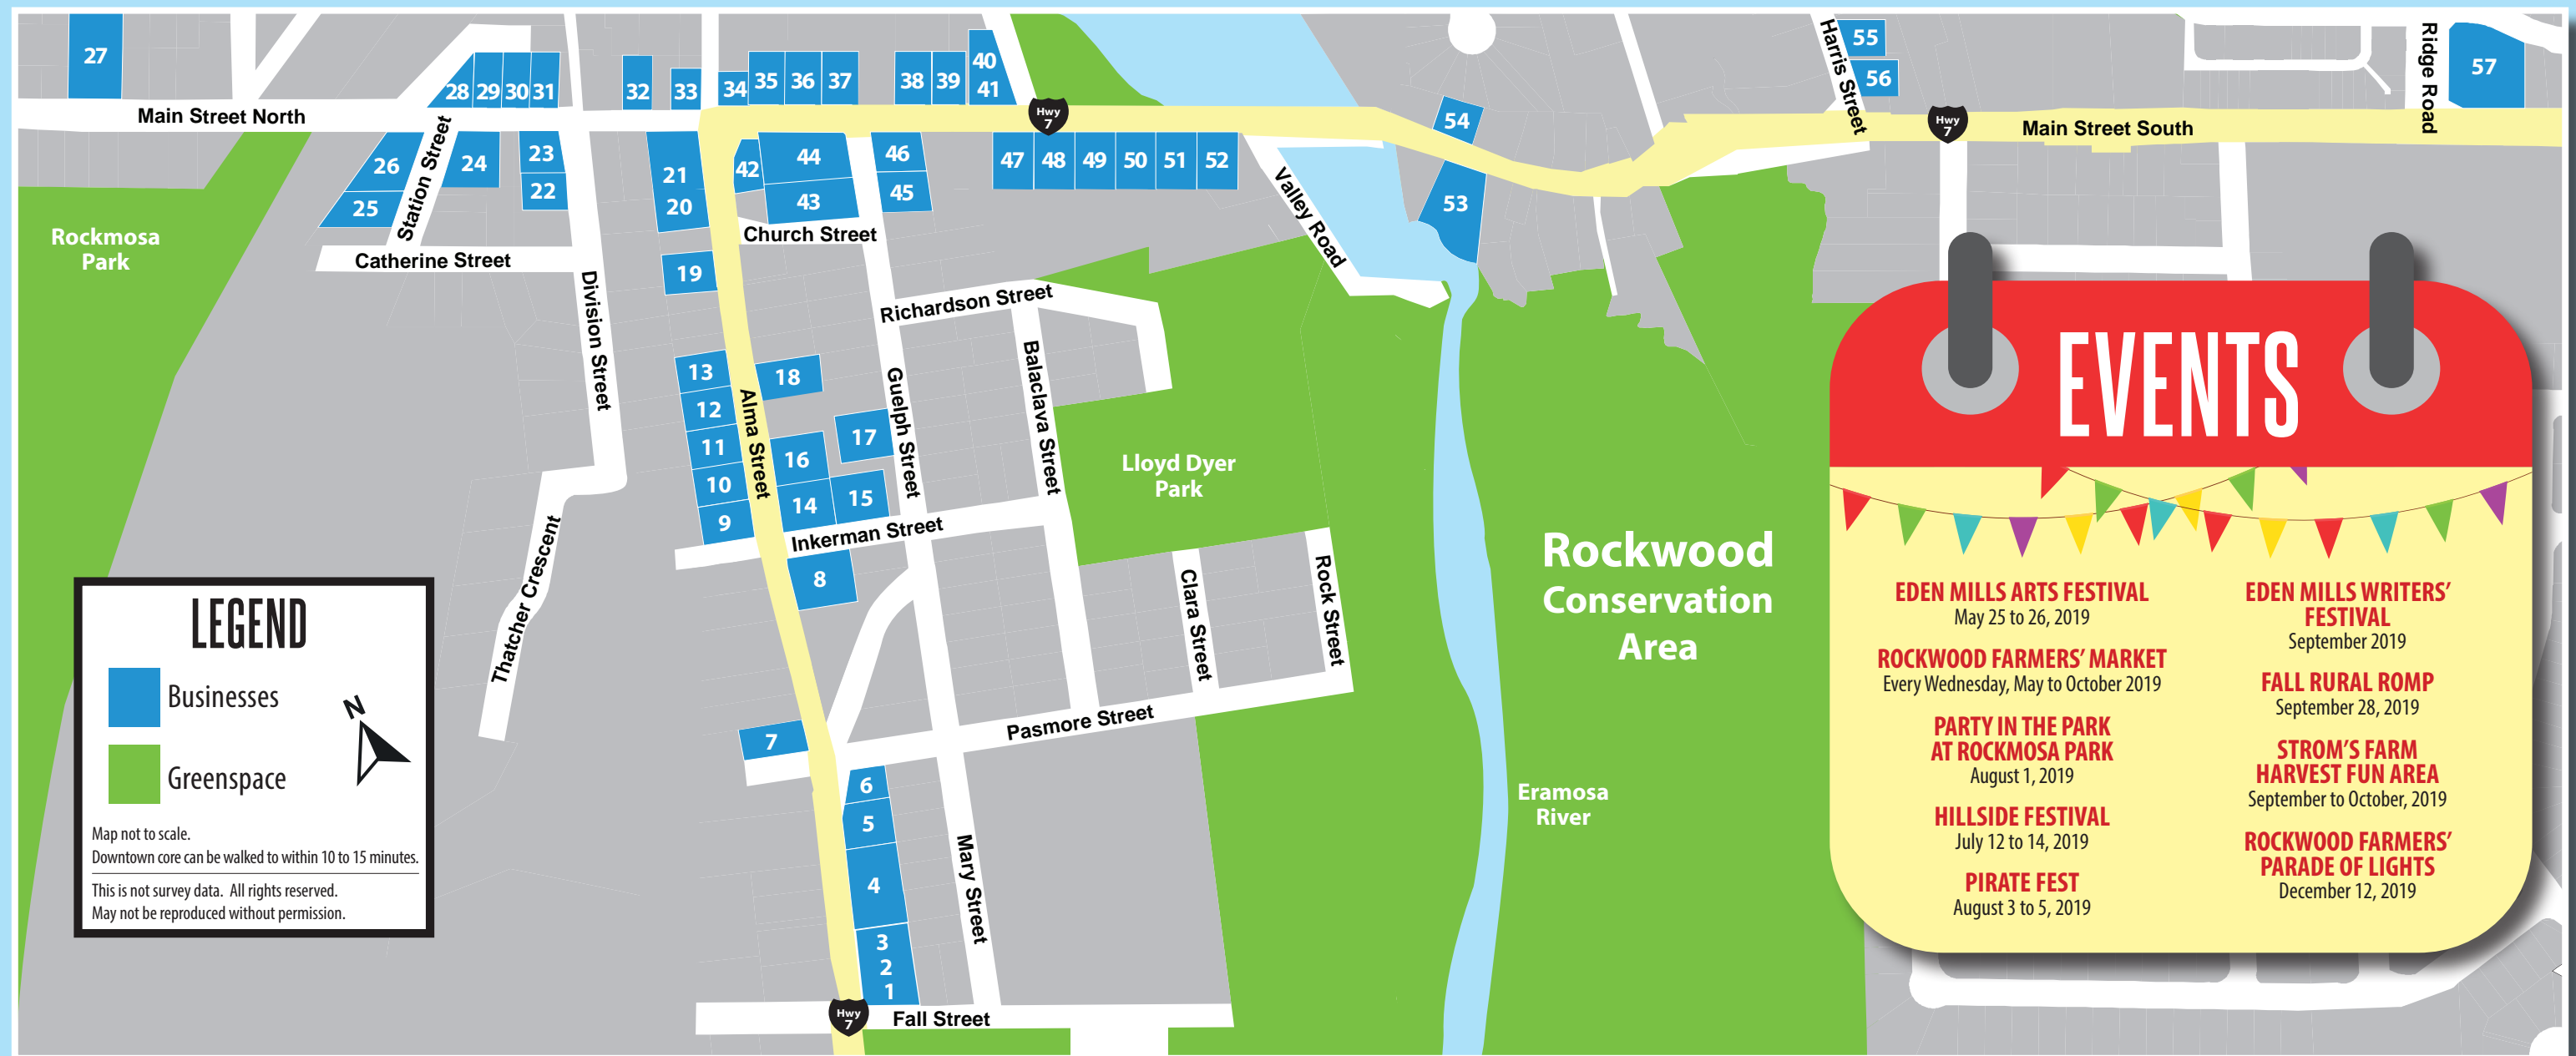 27
28 29 30 31
32
33
34
35 36 37
38 39
40
41
Hwy
7
54
Harris Street
55
56
Hwy
7
Ridge Road
57
Main Street North
Main Street South
26
25
Station Street
24
23
22
21
20
42
44
43
46
45
47 48 49 50 51 52
Valley Road
53
Rockmosa
Park
Catherine Street
Church Street
19
Division Street
Richardson Street
13
12
11
10
9
18
Alma Street
17
16
14
15
Guelph Street
Balaclava Street
Lloyd Dyer
Park
Inkerman Street
8
Thatcher Crescent
Clara Street
Rock Street
Rockwood
Conservation
Area
7
Pasmore Street
6
5
4
3
2
1
Mary Street
Eramosa
River
Hwy
7
Fall Street
LEGEND
Businesses
Greenspace
N
Map not to scale.
Downtown core can be walked to within 10 to 15 minutes.
This is not survey data.  All rights reserved.
May not be reproduced without permission.
EVENTS
EDEN MILLS ARTS FESTIVAL
May 25 to 26, 2019
ROCKWOOD FARMERS’ MARKET
Every Wednesday, May to October 2019
PARTY IN THE PARK
AT ROCKMOSA PARK
August 1, 2019
HILLSIDE FESTIVAL
July 12 to 14, 2019
PIRATE FEST
August 3 to 5, 2019
EDEN MILLS WRITERS’
FESTIVAL
September 2019
FALL RURAL ROMP
September 28, 2019
STROM’S FARM
HARVEST FUN AREA
September to October, 2019
ROCKWOOD FARMERS’
PARADE OF LIGHTS
December 12, 2019